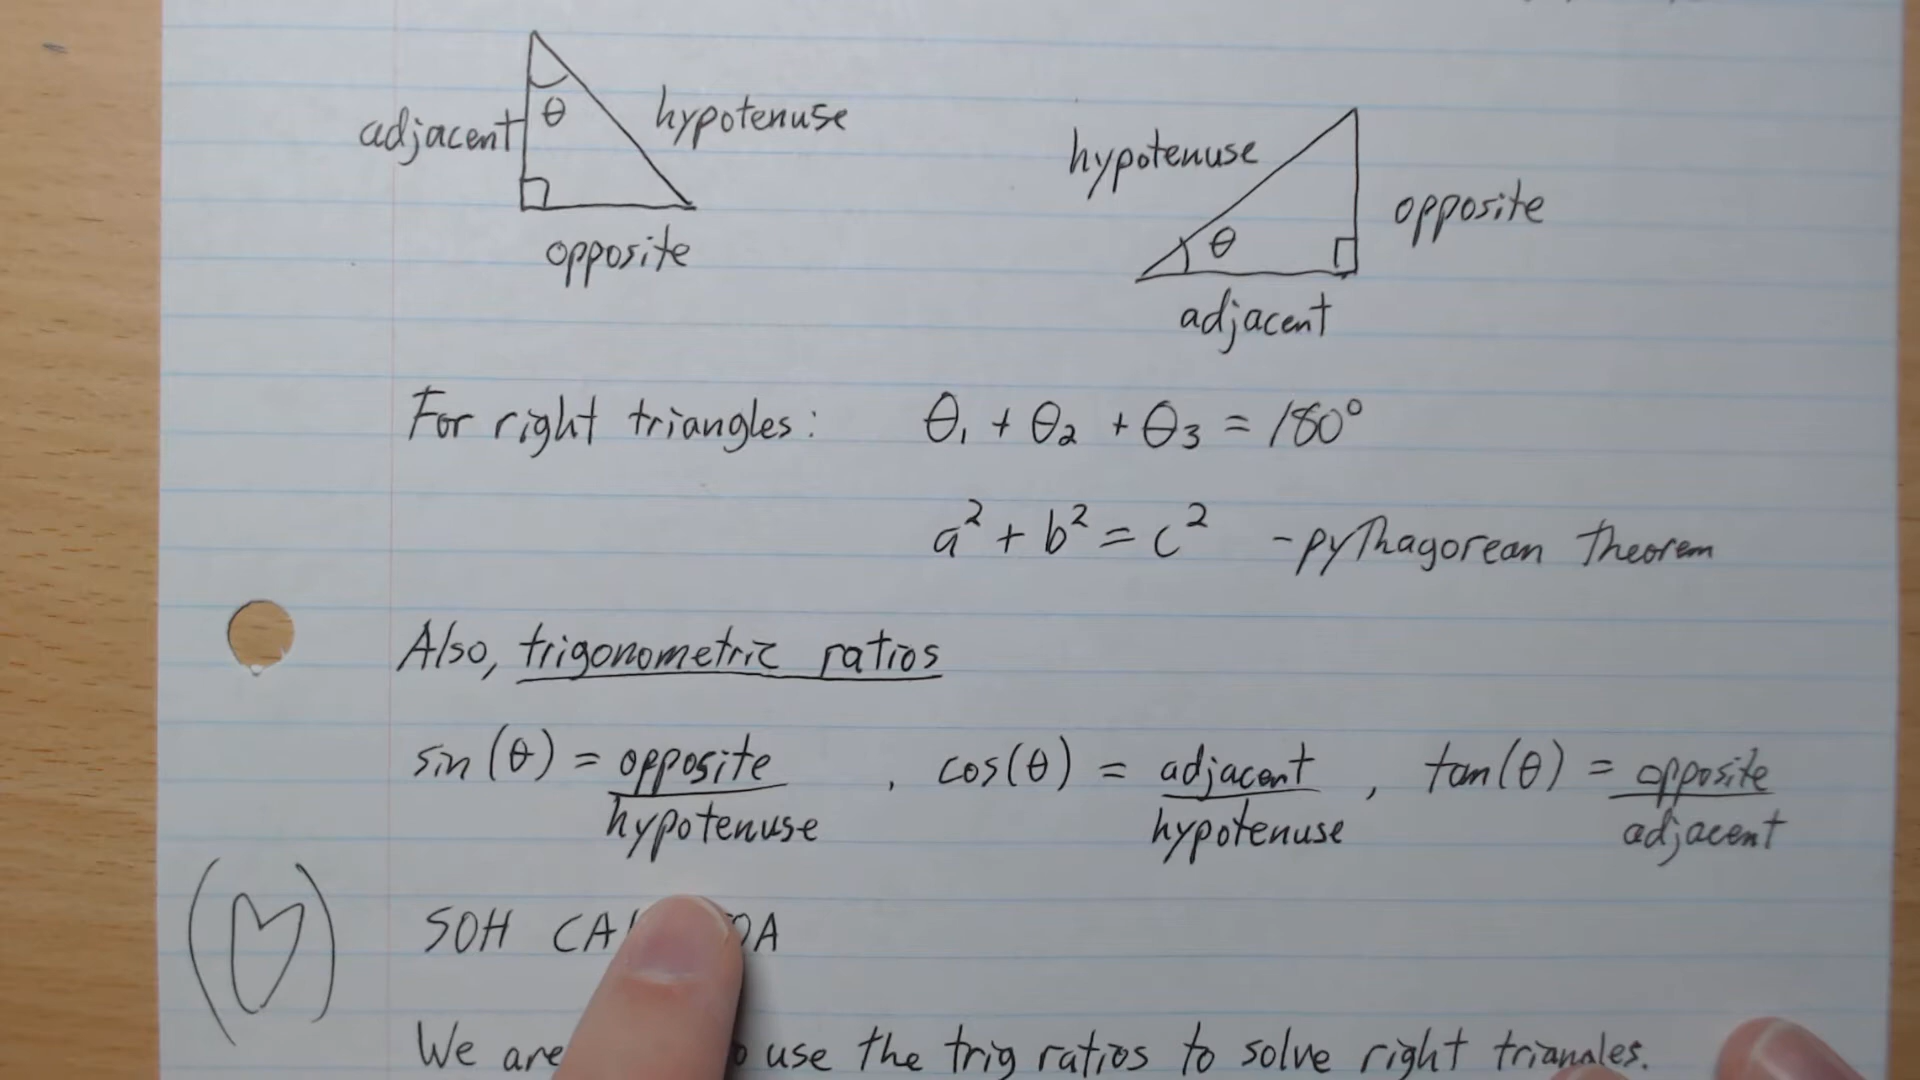 adjacent θ hypotenuse
opposite
hypotenuse θ opposite
adjacent
For right triangles: θ₁ + θ₂ + θ₃ = 180°
a² + b² = c² - pythagorean theorem
Also, trigonometric ratios
sin(θ) = opposite/hypotenuse, cos(θ) = adjacent/hypotenuse, tan(θ) = opposite/adjacent
SOH CA OA
We are use the trig ratios to solve right triangles.